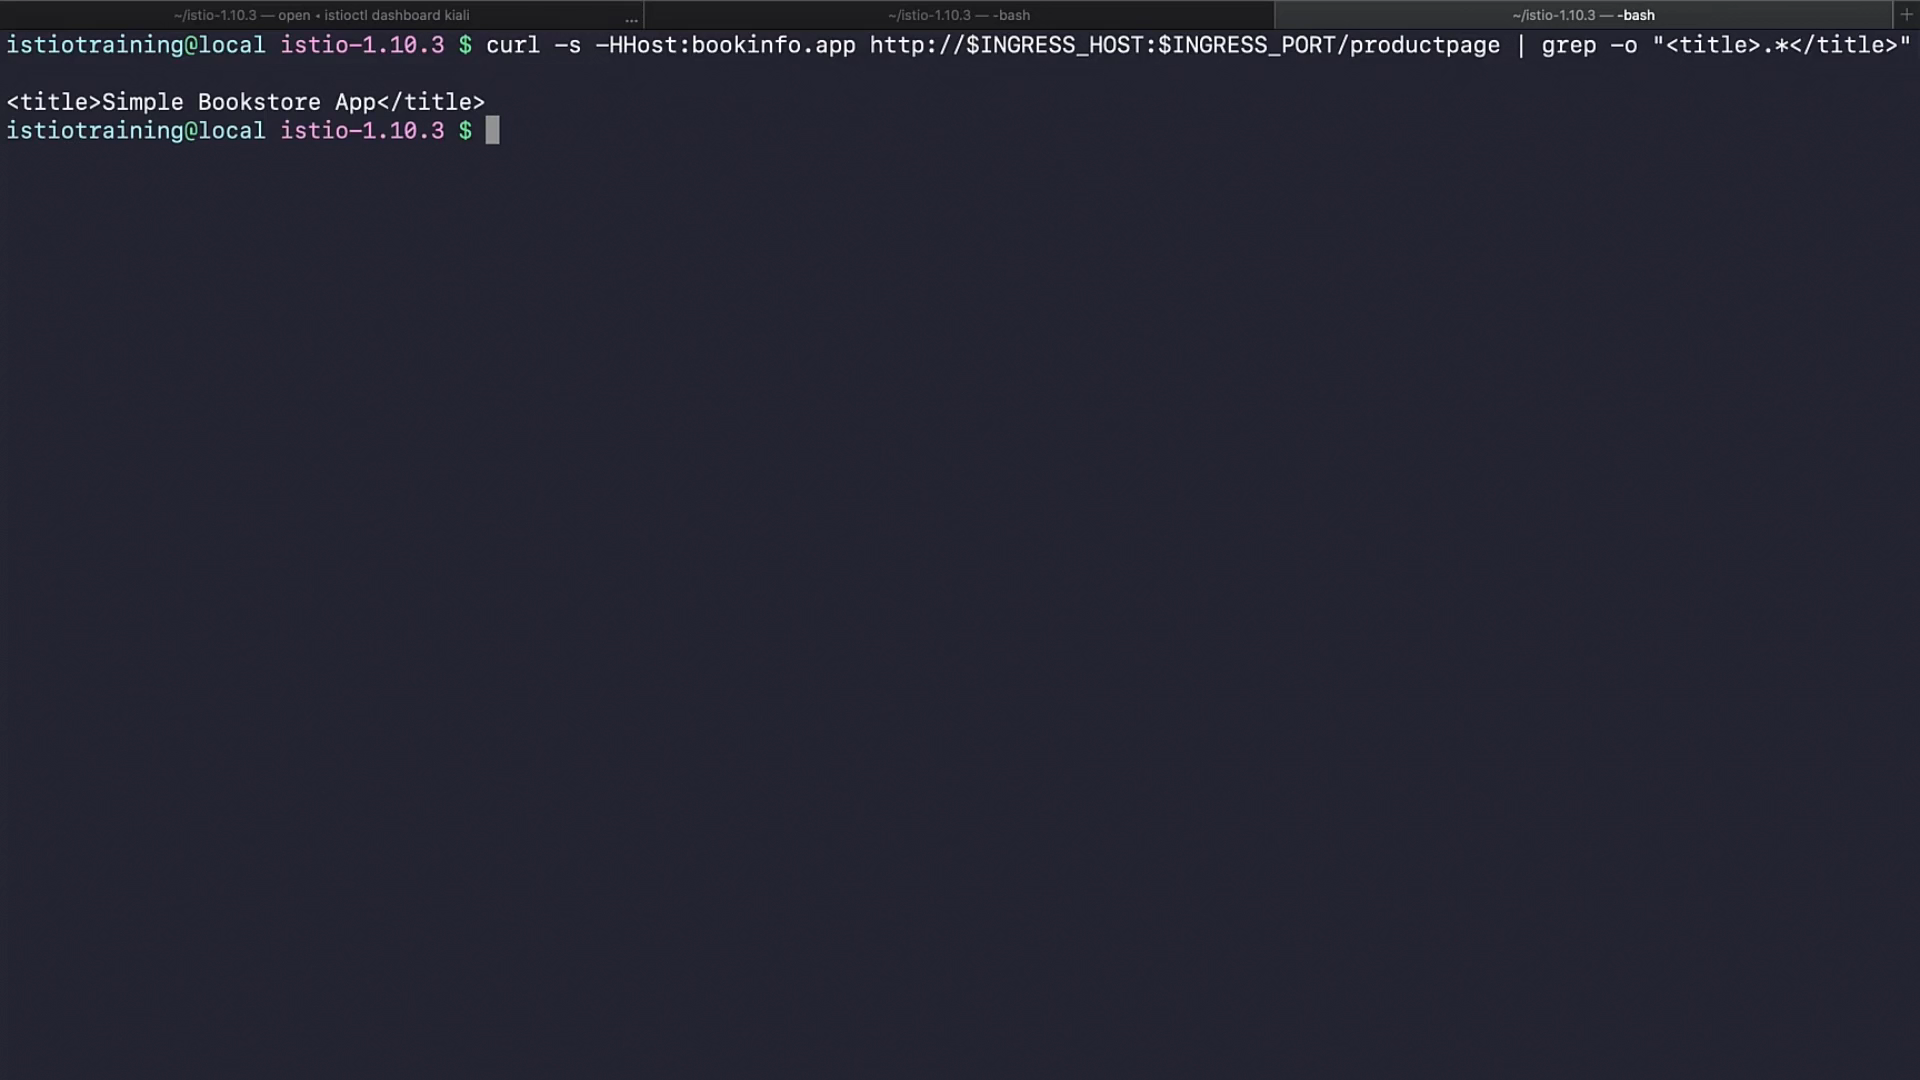 ~/istio-1.10.3 — open • istioctl dashboard kiali ...
~/istio-1.10.3 — -bash
~/istio-1.10.3 — -bash +
istiotraining@local istio-1.10.3 $ curl -s -HHost:bookinfo.app http://$INGRESS_HOST:$INGRESS_PORT/productpage | grep -o "<title>.*</title>"
<title>Simple Bookstore App</title>
istiotraining@local istio-1.10.3 $